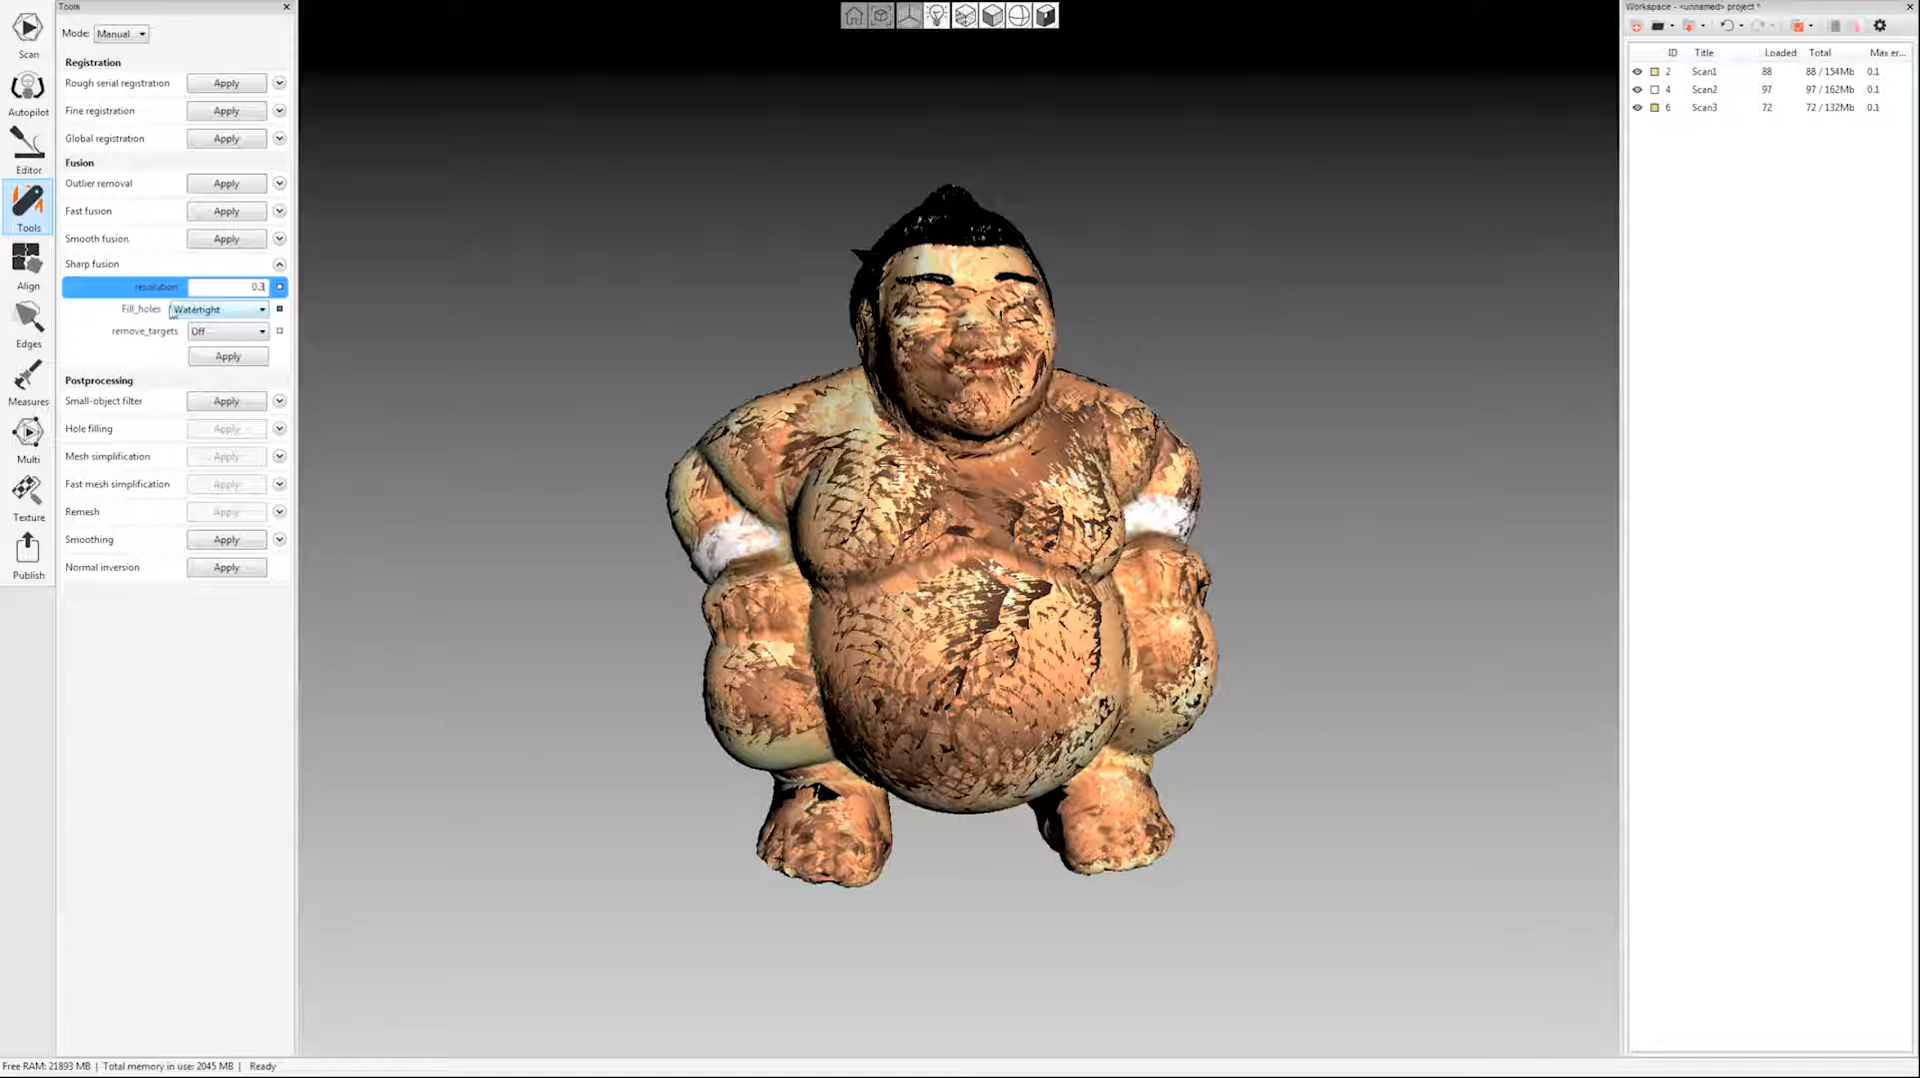 Tools
Mode: Manual
Registration
Rough serial registration Apply
Fine registration Apply
Global registration Apply
Fusion
Outlier removal Apply
Fast fusion Apply
Smooth fusion Apply
Sharp fusion
resolution 0.3
Fill_holes Watertight
remove_targets Off
Apply
Postprocessing
Small-object filter Apply
Hole filling Apply
Mesh simplification Apply
Fast mesh simplification Apply
Remesh Apply
Smoothing Apply
Normal inversion Apply
Scan
Autopilot
Editor
Tools
Align
Edges
Measures
Multi
Texture
Publish
Workspace - <unnamed> project *
ID Title Loaded Total Max er...
2 Scan1 88 88 / 154Mb 0.1
4 Scan2 97 97 / 162Mb 0.1
6 Scan3 72 72 / 132Mb 0.1
Free RAM: 21893 MB | Total memory in use: 2045 MB | Ready